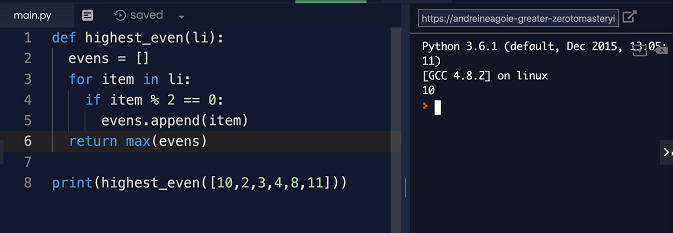 main.py
saved
https://andreineagoie-greater-zerotomasteryi
1 def highest_even(li):
2 evens = []
3 for item in li:
4 if item % 2 == 0:
5 evens.append(item)
6 return max(evens)
7
8 print(highest_even([10,2,3,4,8,11]))
Python 3.6.1 (default, Dec 2015, 13:05:
11)
[GCC 4.8.2] on linux
10